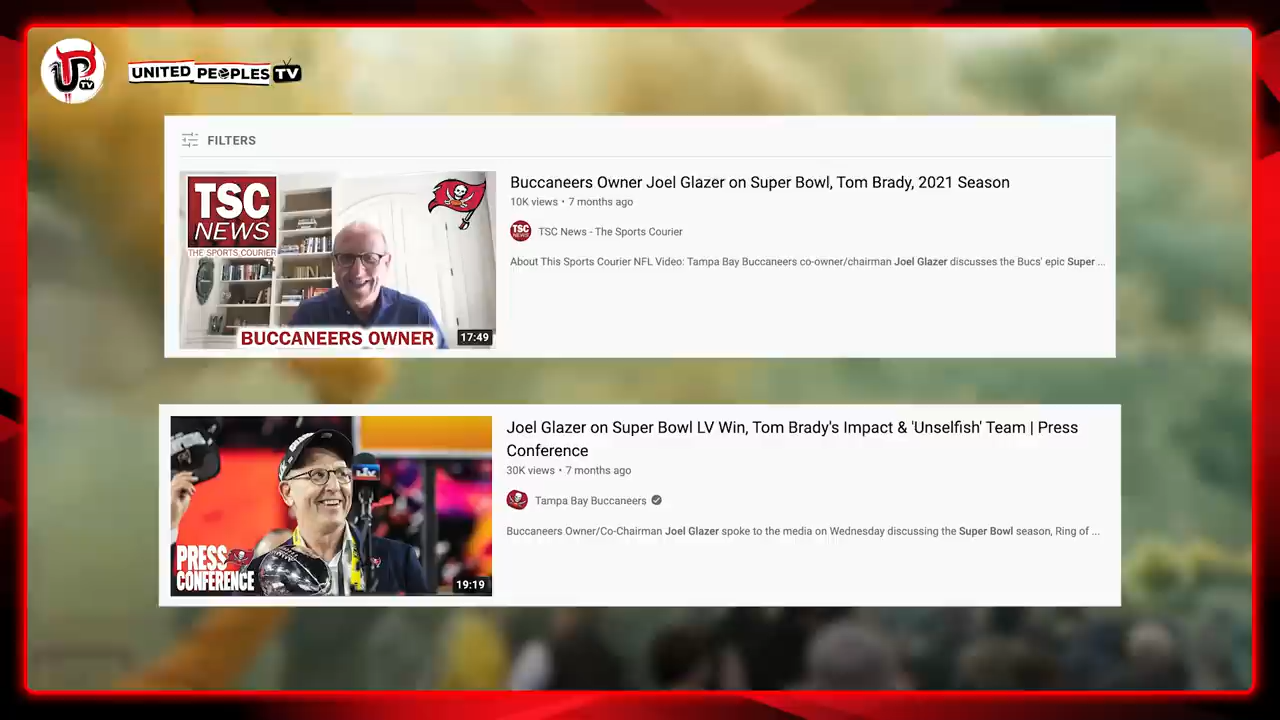 UP
TV
UNITED PEOPLES TV
FILTERS
TSC
NEWS
THE SPORTS COURIER
BUCCANEERS OWNER
17:49
Buccaneers Owner Joel Glazer on Super Bowl, Tom Brady, 2021 Season
10K views • 7 months ago
TSC
NEWS
TSC News - The Sports Courier
About This Sports Courier NFL Video: Tampa Bay Buccaneers co-owner/chairman Joel Glazer discusses the Bucs' epic Super ...
LV
PRESS
CONFERENCE
19:19
Joel Glazer on Super Bowl LV Win, Tom Brady's Impact & 'Unselfish' Team | Press
Conference
30K views • 7 months ago
Tampa Bay Buccaneers
Buccaneers Owner/Co-Chairman Joel Glazer spoke to the media on Wednesday discussing the Super Bowl season, Ring of ...